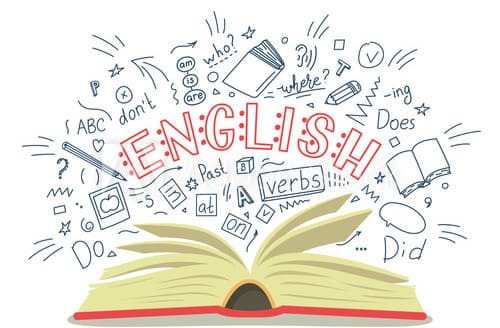 who?
am
is
are
where?
P
T
don't
-ing
ABC
ENGLISH
Does
?
Past
B
A
verbs
at
on
Do
Did